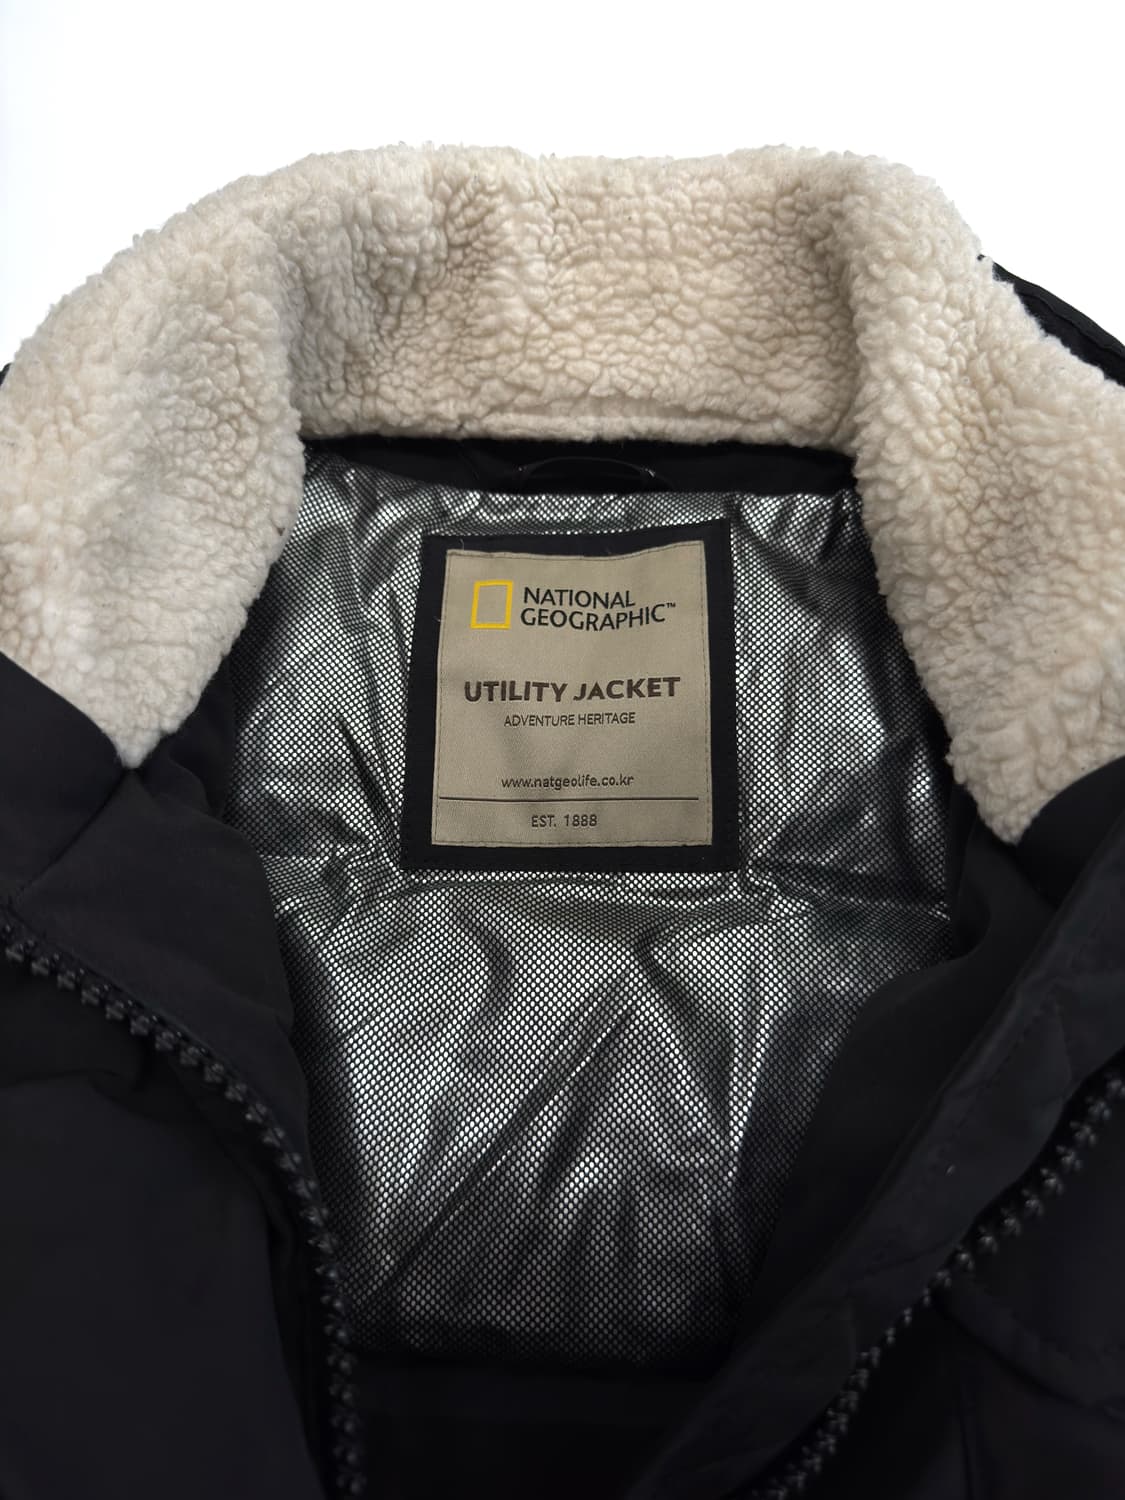 NATIONAL
GEOGRAPHIC™
UTILITY JACKET
ADVENTURE HERITAGE
www.natgeolife.co.kr
EST. 1888